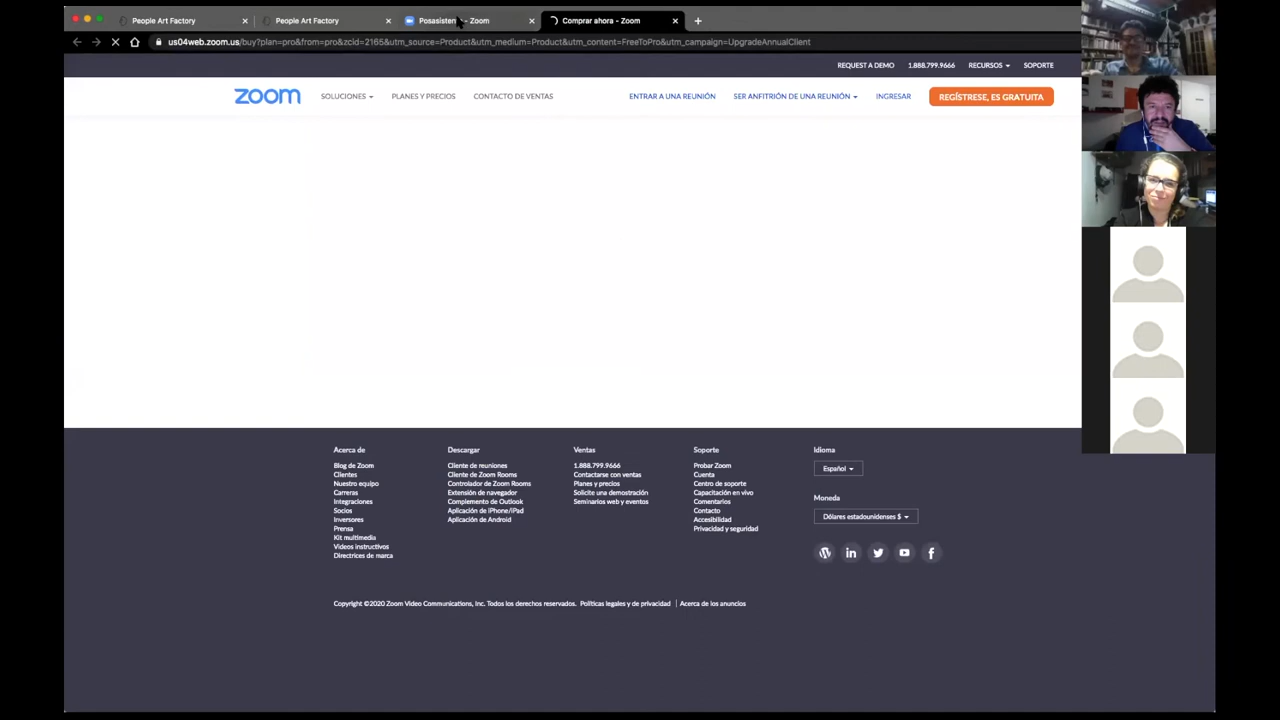 People Art Factory
People Art Factory
Posasisten - Zoom
Comprar ahora - Zoom
us04web.zoom.us/buy?plan=pro&from=pro&zcid=2165&utm_source=Product&utm_medium=Product&utm_content=FreeToPro&utm_campaign=UpgradeAnnualClient
REQUEST A DEMO 1.888.799.9666 RECURSOS SOPORTE
zoom SOLUCIONES PLANES Y PRECIOS CONTACTO DE VENTAS ENTRAR A UNA REUNIÓN SER ANFITRIÓN DE UNA REUNIÓN INGRESAR REGÍSTRESE, ES GRATUITA
Acerca de
Blog de Zoom
Clientes
Nuestro equipo
Carreras
Integraciones
Socios
Inversores
Prensa
Kit multimedia
Videos instructivos
Directrices de marca
Descargar
Cliente de reuniones
Cliente de Zoom Rooms
Controlador de Zoom Rooms
Extensión de navegador
Complemento de Outlook
Aplicación de iPhone/iPad
Aplicación de Android
Ventas
1.888.799.9666
Contactarse con ventas
Planes y precios
Solicite una demostración
Seminarios web y eventos
Soporte
Probar Zoom
Cuenta
Centro de soporte
Capacitación en vivo
Comentarios
Contacto
Accesibilidad
Privacidad y seguridad
Idioma
Español
Moneda
Dólares estadounidenses $
Copyright ©2020 Zoom Video Communications, Inc. Todos los derechos reservados. Políticas legales y de privacidad | Acerca de los anuncios